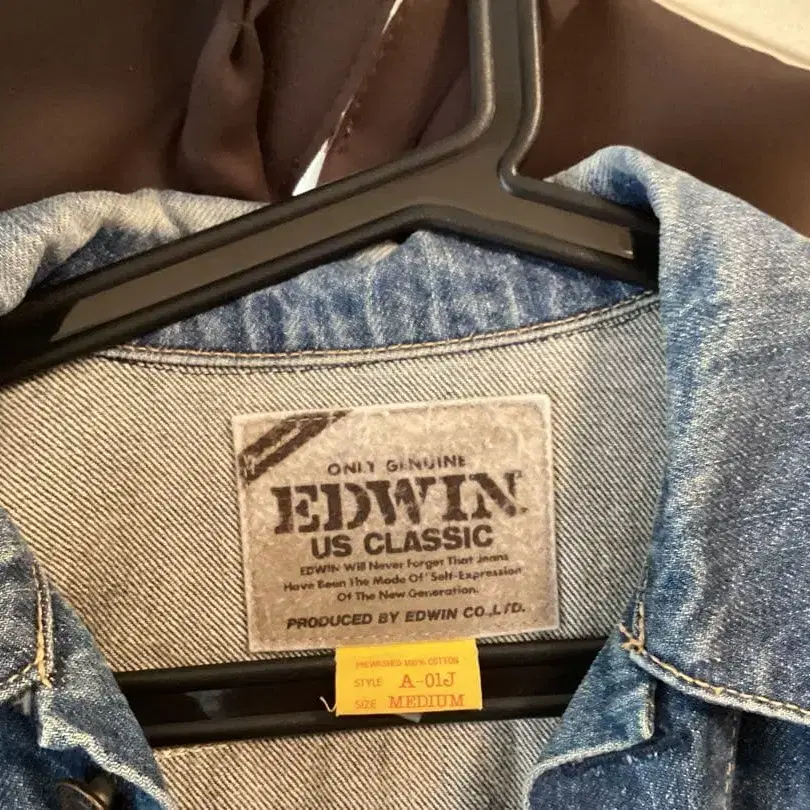 ONLY GENUINE
EDWIN
US CLASSIC
EDWIN Will Never Forget That Jeans
Have Been The Mode Of "Self-Expression
Of The New Generation.
PRODUCED BY EDWIN CO.,LTD.
PREWASHED 100% COTTON
STYLE A-01J
SIZE MEDIUM